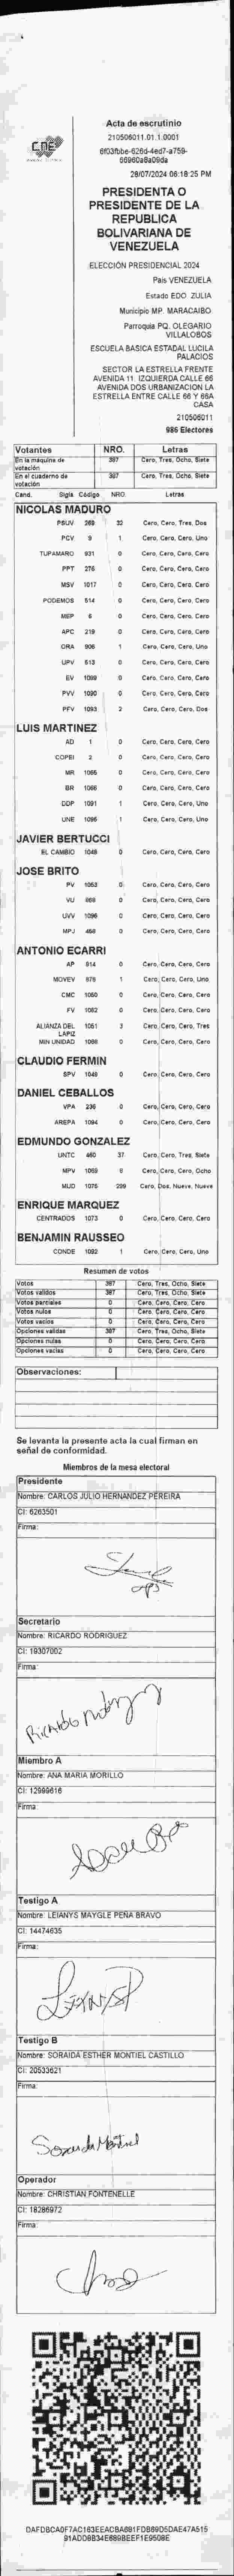 CNE
Acta de escrutinio
210506011.01.1.0001
6f03fbbe-626d-4ed7-a759-
66960a8a09da
28/07/2024 06:18:25 PM
PRESIDENTA O
PRESIDENTE DE LA
REPUBLICA
BOLIVARIANA DE
VENEZUELA
ELECCIÓN PRESIDENCIAL 2024
País VENEZUELA
Estado EDO. ZULIA
Municipio MP. MARACAIBO
Parroquia PQ. OLEGARIO
VILLALOBOS
ESCUELA BASICA ESTADAL LUCILA
PALACIOS
SECTOR LA ESTRELLA FRENTE
AVENIDA 11. IZQUIERDA CALLE 66
AVENIDA DOS URBANIZACION LA
ESTRELLA ENTRE CALLE 66 Y 66A
CASA
210506011
986 Electores
Votantes NRO. Letras
En la máquina de votación 387 Cero, Tres, Ocho, Siete
En el cuaderno de votación 387 Cero, Tres, Ocho, Siete
Cand. Sigla Código NRO. Letras
NICOLAS MADURO
PSUV 269 32 Cero, Cero, Tres, Dos
PCV 9 1 Cero, Cero, Cero, Uno
TUPAMARO 931 0 Cero, Cero, Cero, Cero
PPT 276 0 Cero, Cero, Cero, Cero
MSV 1017 0 Cero, Cero, Cero, Cero
PODEMOS 514 0 Cero, Cero, Cero, Cero
MEP 6 0 Cero, Cero, Cero, Cero
APC 219 0 Cero, Cero, Cero, Cero
ORA 906 1 Cero, Cero, Cero, Uno
UPV 513 0 Cero, Cero, Cero, Cero
EV 1089 0 Cero, Cero, Cero, Cero
PVV 1090 0 Cero, Cero, Cero, Cero
PFV 1093 2 Cero, Cero, Cero, Dos
LUIS MARTINEZ
AD 1 0 Cero, Cero, Cero, Cero
COPEI 2 0 Cero, Cero, Cero, Cero
MR 1065 0 Cero, Cero, Cero, Cero
BR 1066 0 Cero, Cero, Cero, Cero
DDP 1091 1 Cero, Cero, Cero, Uno
UNE 1095 1 Cero, Cero, Cero, Uno
JAVIER BERTUCCI
EL CAMBIO 1048 0 Cero, Cero, Cero, Cero
JOSE BRITO
PV 1053 0 Cero, Cero, Cero, Cero
VU 969 0 Cero, Cero, Cero, Cero
UVV 1096 0 Cero, Cero, Cero, Cero
MPJ 468 0 Cero, Cero, Cero, Cero
ANTONIO ECARRI
AP 914 0 Cero, Cero, Cero, Cero
MOVEV 976 1 Cero, Cero, Cero, Uno
CMC 1050 0 Cero, Cero, Cero, Cero
FV 1082 0 Cero, Cero, Cero, Cero
ALIANZA DEL LAPIZ 1051 3 Cero, Cero, Cero, Tres
MIN UNIDAD 1098 0 Cero, Cero, Cero, Cero
CLAUDIO FERMIN
SPV 1048 0 Cero, Cero, Cero, Cero
DANIEL CEBALLOS
VPA 236 0 Cero, Cero, Cero, Cero
AREPA 1094 0 Cero, Cero, Cero, Cero
EDMUNDO GONZALEZ
UNTC 460 37 Cero, Cero, Tres, Siete
MPV 1069 8 Cero, Cero, Cero, Ocho
MUD 1075 299 Cero, Dos, Nueve, Nueve
ENRIQUE MARQUEZ
CENTRADOS 1073 0 Cero, Cero, Cero, Cero
BENJAMIN RAUSSEO
CONDE 1092 1 Cero, Cero, Cero, Uno
Resumen de votos
Votos 387 Cero, Tres, Ocho, Siete
Votos validos 387 Cero, Tres, Ocho, Siete
Votos parciales 0 Cero, Cero, Cero, Cero
Votos nulos 0 Cero, Cero, Cero, Cero
Votos vacios 0 Cero, Cero, Cero, Cero
Opciones validas 387 Cero, Tres, Ocho, Siete
Opciones nulas 0 Cero, Cero, Cero, Cero
Opciones vacias 0 Cero, Cero, Cero, Cero
Observaciones:
Se levanta la presente acta la cual firman en
señal de conformidad.
Miembros de la mesa electoral
Presidente
Nombre: CARLOS JULIO HERNANDEZ PEREIRA
CI: 6263501
Firma:
Secretario
Nombre: RICARDO RODRIGUEZ
CI: 19307002
Firma:
Ricardo
Miembro A
Nombre: ANA MARIA MORILLO
CI: 12999616
Firma:
Testigo A
Nombre: LEIANYS MAYGLE PEÑA BRAVO
CI: 14474635
Firma:
Testigo B
Nombre: SORAIDA ESTHER MONTIEL CASTILLO
CI: 20533621
Firma:
Soraida Montiel
Operador
Nombre: CHRISTIAN FONTENELLE
CI: 18286972
Firma:
DAFDBCA0F7AC163EEACBA681FDB69D5DAE47A515
91ADD8B34E689BEEF1E9508E